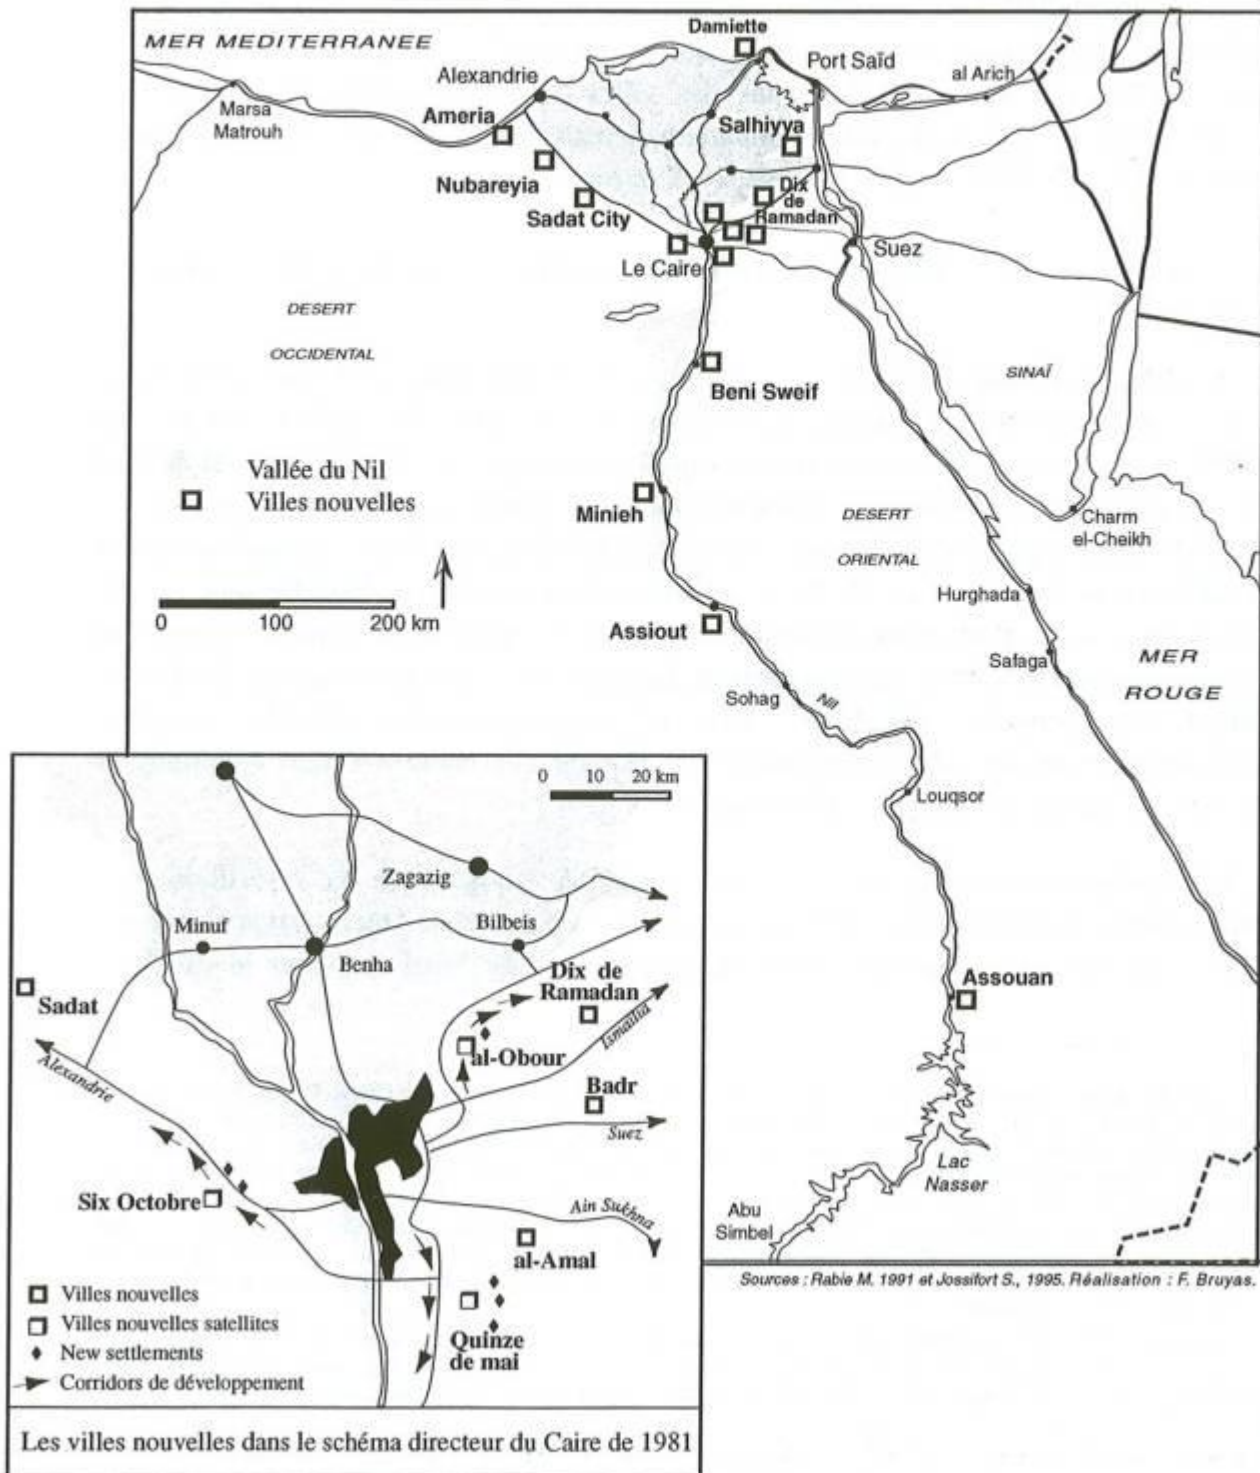 MER MEDITERRANEE
Damiette
Port Saïd
Alexandrie
al Arich
Marsa
Matrouh
Ameria
Salhiyya
Nubareyia
Sadat City
Dix
de
Ramadan
Le Caire
Suez
DESERT
OCCIDENTAL
SINAÏ
Beni Sweif
Vallée du Nil
Villes nouvelles
Minieh
DESERT
ORIENTAL
Charm
el-Cheikh
0 100 200 km
Hurghada
Assiout
Safaga
MER
ROUGE
Sohag
Nil
Louqsor
Assouan
Lac
Nasser
Abu
Simbel
Sources : Rabie M. 1991 et Jossifort S., 1995. Réalisation : F. Bruyas.
0 10 20 km
Zagazig
Minuf
Bilbeis
Benha
Sadat
Dix de
Ramadan
Ismaïlia
al-Obour
Alexandrie
Badr
Suez
Six Octobre
Ain Sukhna
al-Amal
Quinze
de mai
Villes nouvelles
Villes nouvelles satellites
New settlements
Corridors de développement
Les villes nouvelles dans le schéma directeur du Caire de 1981